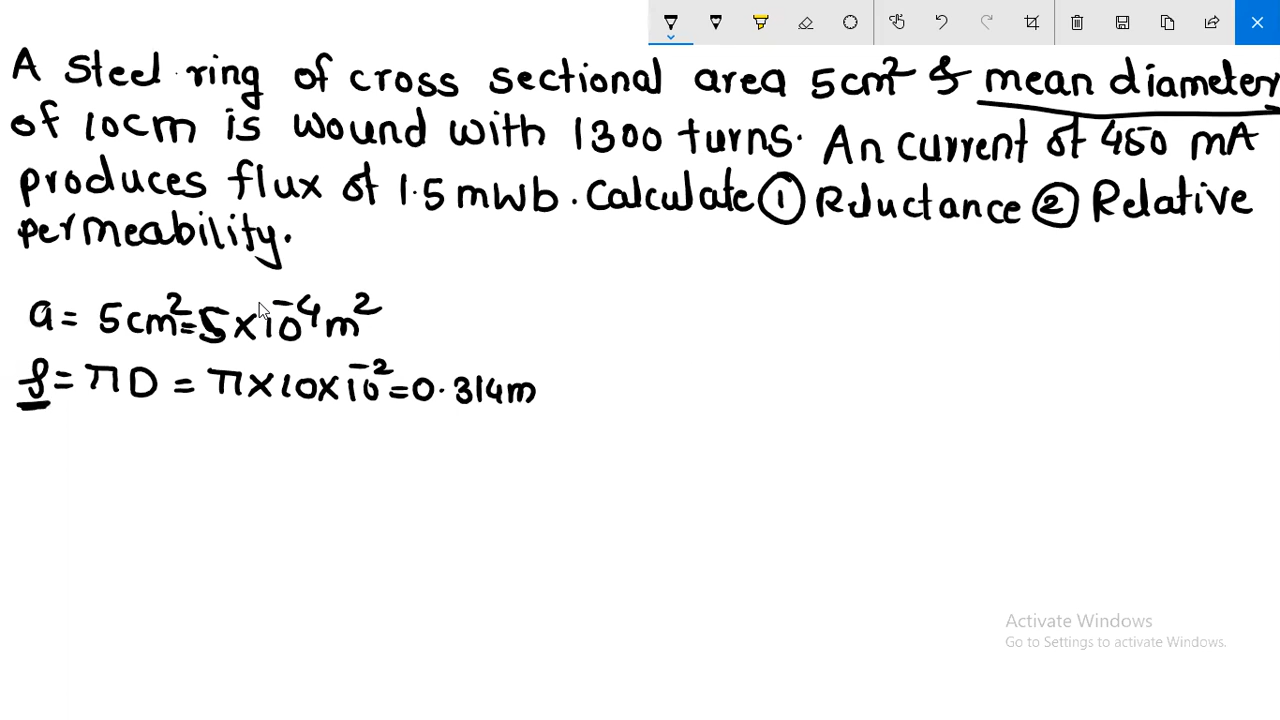 A Steel ring of cross sectional area 5cm² & mean diameter
of 10cm is wound with 1300 turns. An current of 450 mA
produces flux of 1.5 mWb. Calculate ① Reluctance ② Relative
permeability.
a = 5cm² = 5×10⁻⁴m²
l = πD = π×10×10⁻² = 0.314m
Activate Windows
Go to Settings to activate Windows.